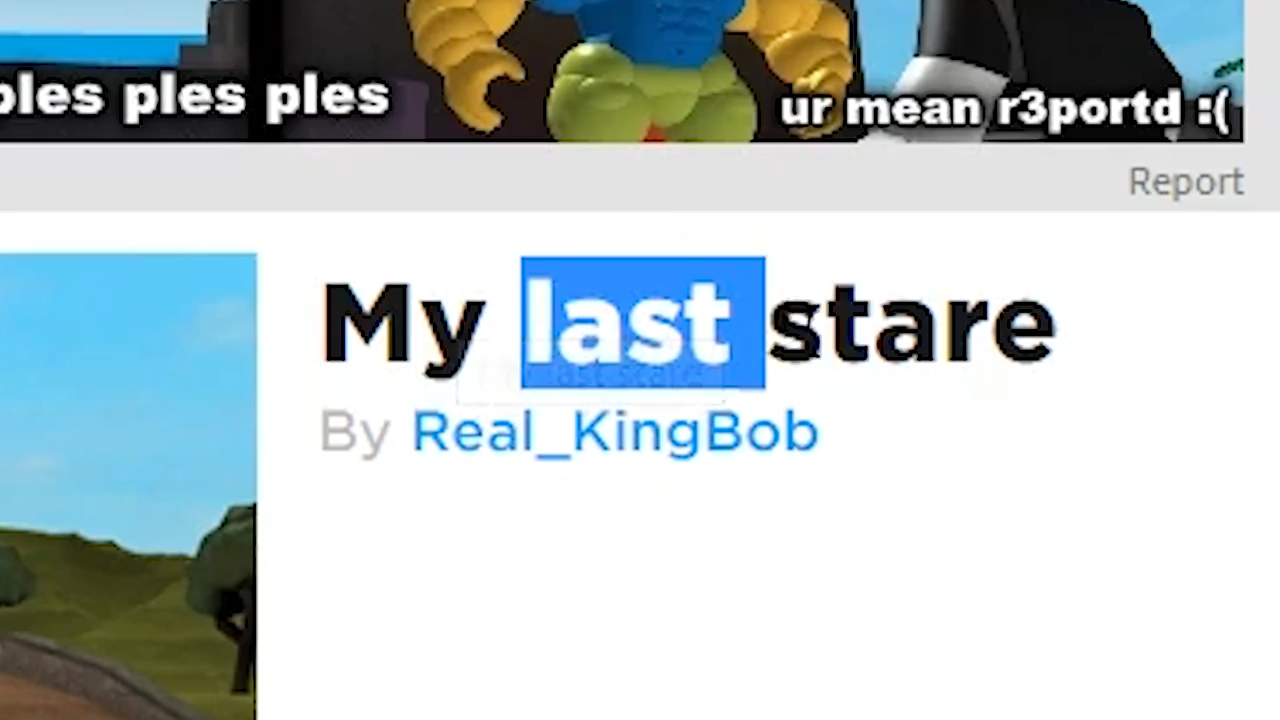 ples ples ples
ur mean r3portd :(
Report
My last stare
By Real_KingBob